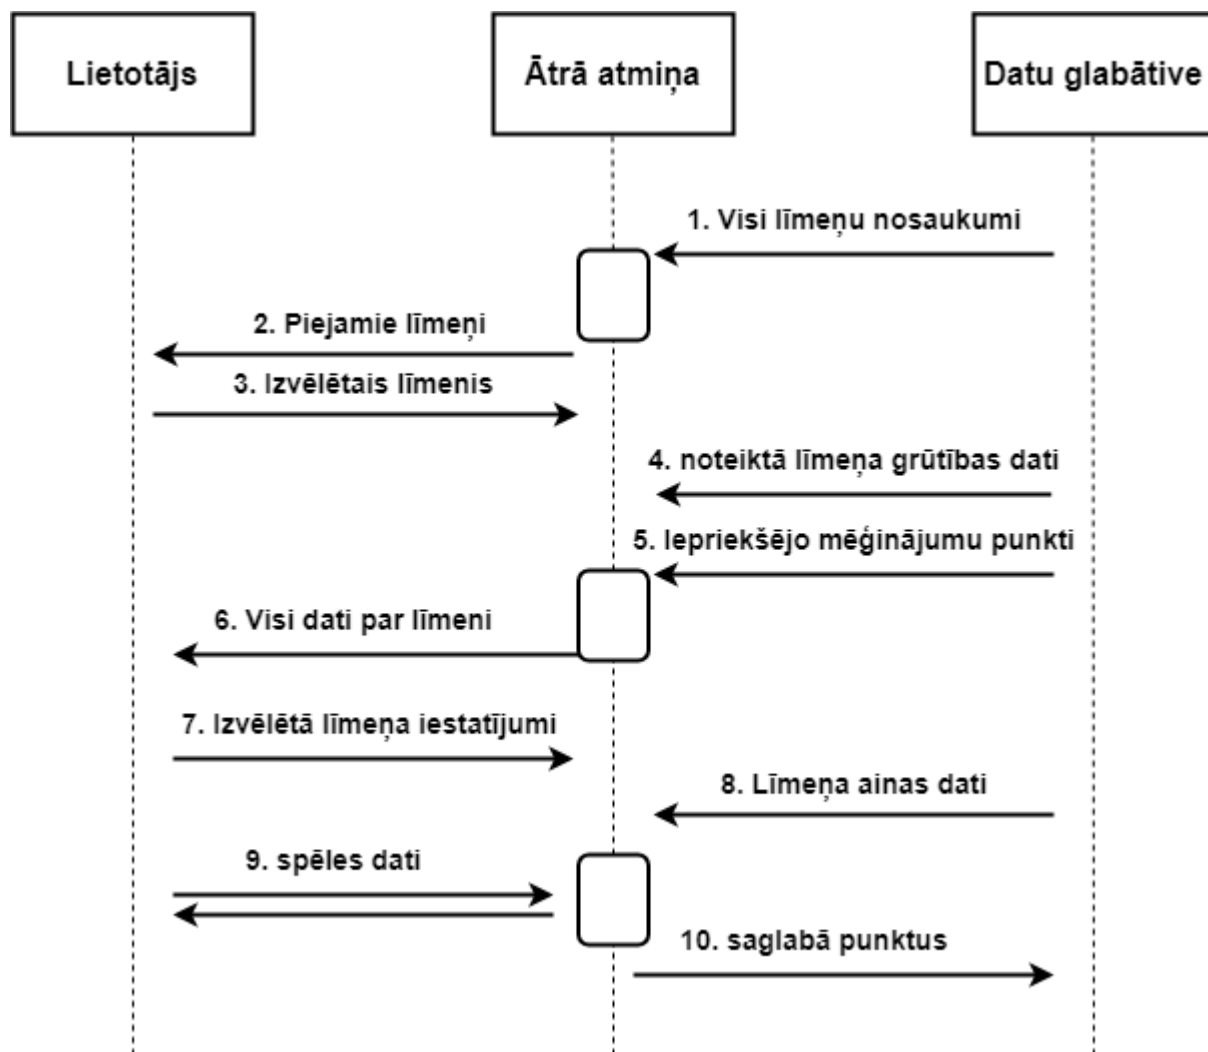 Lietotājs
Ātrā atmiņa
Datu glabātive
1. Visi līmeņu nosaukumi
2. Piejamie līmeņi
3. Izvēlētais līmenis
4. noteiktā līmeņa grūtības dati
5. Iepriekšējo mēģinājumu punkti
6. Visi dati par līmeni
7. Izvēlētā līmeņa iestatījumi
8. Līmeņa ainas dati
9. spēles dati
10. saglabā punktus